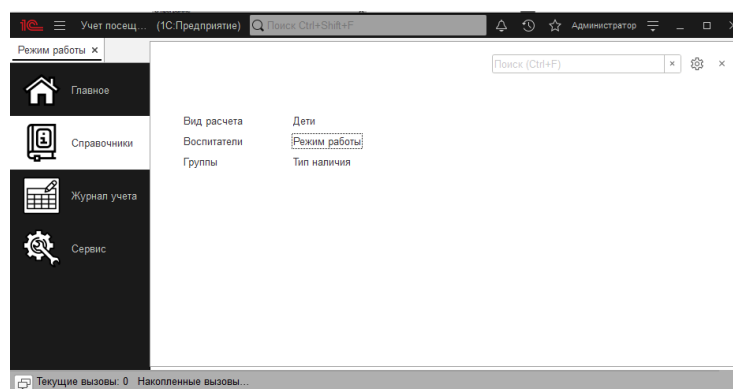 1С Учет посещ... (1С:Предприятие) Поиск Ctrl+Shift+F Администратор
Режим работы ×
Поиск (Ctrl+F) ×
Главное
Справочники
Журнал учета
Сервис
Вид расчета Дети
Воспитатели Режим работы
Группы Тип наличия
Текущие вызовы: 0 Накопленные вызовы...